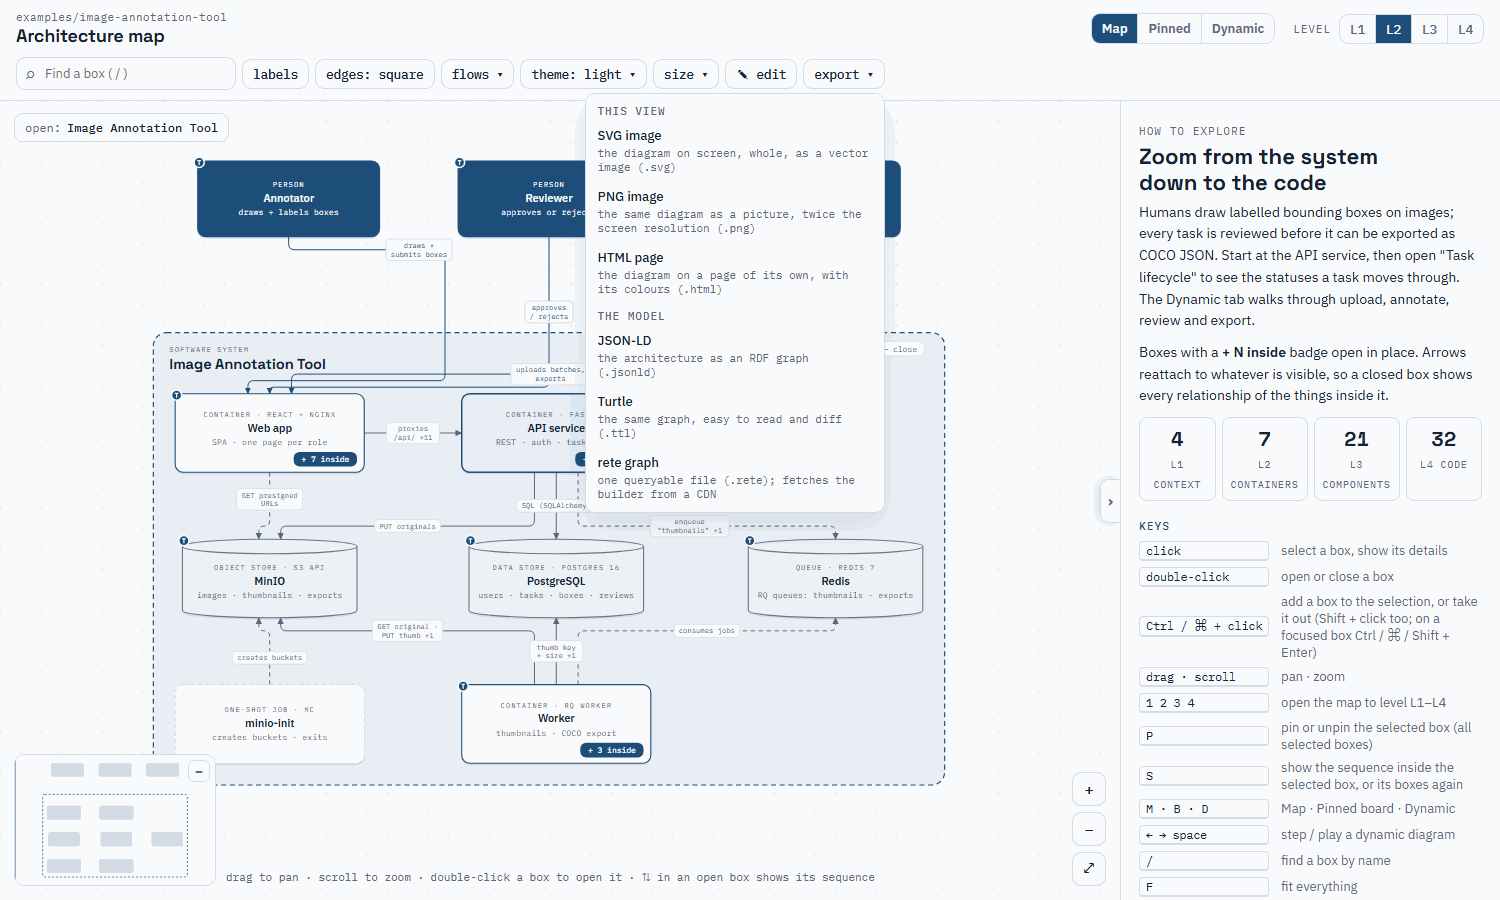 examples/image-annotation-tool
Architecture map
Map
Pinned
Dynamic
LEVEL
L1
L2
L3
L4
Find a box (/)
labels
edges: square
flows ▾
theme: light ▾
size ▾
✎ edit
export ▾
open: Image Annotation Tool
THIS VIEW
SVG image
the diagram on screen, whole, as a vector
image (.svg)
PNG image
the same diagram as a picture, twice the
screen resolution (.png)
HTML page
the diagram on a page of its own, with
its colours (.html)
THE MODEL
JSON-LD
the architecture as an RDF graph
(.jsonld)
Turtle
the same graph, easy to read and diff
(.ttl)
rete graph
one queryable file (.rete); fetches the
builder from a CDN
T
PERSON
Annotator
draws + labels boxes
T
PERSON
Reviewer
approves or rejec
draws +
submits boxes
approves
/ rejects
SOFTWARE SYSTEM
Image Annotation Tool
− close
uploads batches,
exports
T
CONTAINER · REACT + NGINX
Web app
SPA · one page per role
+ 7 inside
proxies
/api/ +11
CONTAINER · FAS
API service
REST · auth · task
GET presigned
URLs
PUT originals
SQL (SQLAlchemy
enqueue
"thumbnails" +1
T
OBJECT STORE · S3 API
MinIO
images · thumbnails · exports
T
DATA STORE · POSTGRES 16
PostgreSQL
users · tasks · boxes · reviews
T
QUEUE · REDIS 7
Redis
RQ queues: thumbnails · exports
GET original ·
PUT thumb +1
consumes jobs
creates buckets
thumb key
+ size +1
ONE-SHOT JOB · MC
minio-init
creates buckets · exits
T
CONTAINER · RQ WORKER
Worker
thumbnails · COCO export
+ 3 inside
−
+
−
⤢
drag to pan · scroll to zoom · double-click a box to open it · ⇅ in an open box shows its sequence
›
HOW TO EXPLORE
Zoom from the system
down to the code
Humans draw labelled bounding boxes on images;
every task is reviewed before it can be exported as
COCO JSON. Start at the API service, then open "Task
lifecycle" to see the statuses a task moves through.
The Dynamic tab walks through upload, annotate,
review and export.
Boxes with a + N inside badge open in place. Arrows
reattach to whatever is visible, so a closed box shows
every relationship of the things inside it.
4
L1
CONTEXT
7
L2
CONTAINERS
21
L3
COMPONENTS
32
L4 CODE
KEYS
click
select a box, show its details
double-click
open or close a box
Ctrl / ⌘ + click
add a box to the selection, or take
it out (Shift + click too; on a
focused box Ctrl / ⌘ / Shift +
Enter)
drag · scroll
pan · zoom
1 2 3 4
open the map to level L1–L4
P
pin or unpin the selected box (all
selected boxes)
S
show the sequence inside the
selected box, or its boxes again
M · B · D
Map · Pinned board · Dynamic
← → space
step / play a dynamic diagram
/
find a box by name
F
fit everything